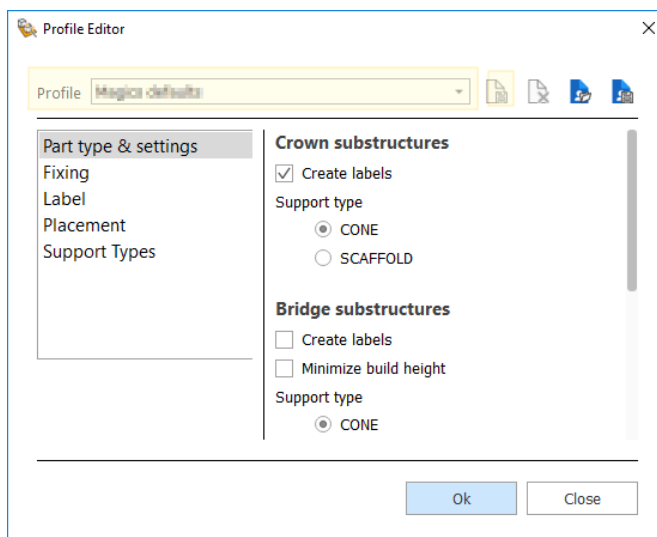 Profile Editor
Profile
Part type & settings
Fixing
Label
Placement
Support Types
Crown substructures
Create labels
Support type
CONE
SCAFFOLD
Bridge substructures
Create labels
Minimize build height
Support type
CONE
Ok
Close